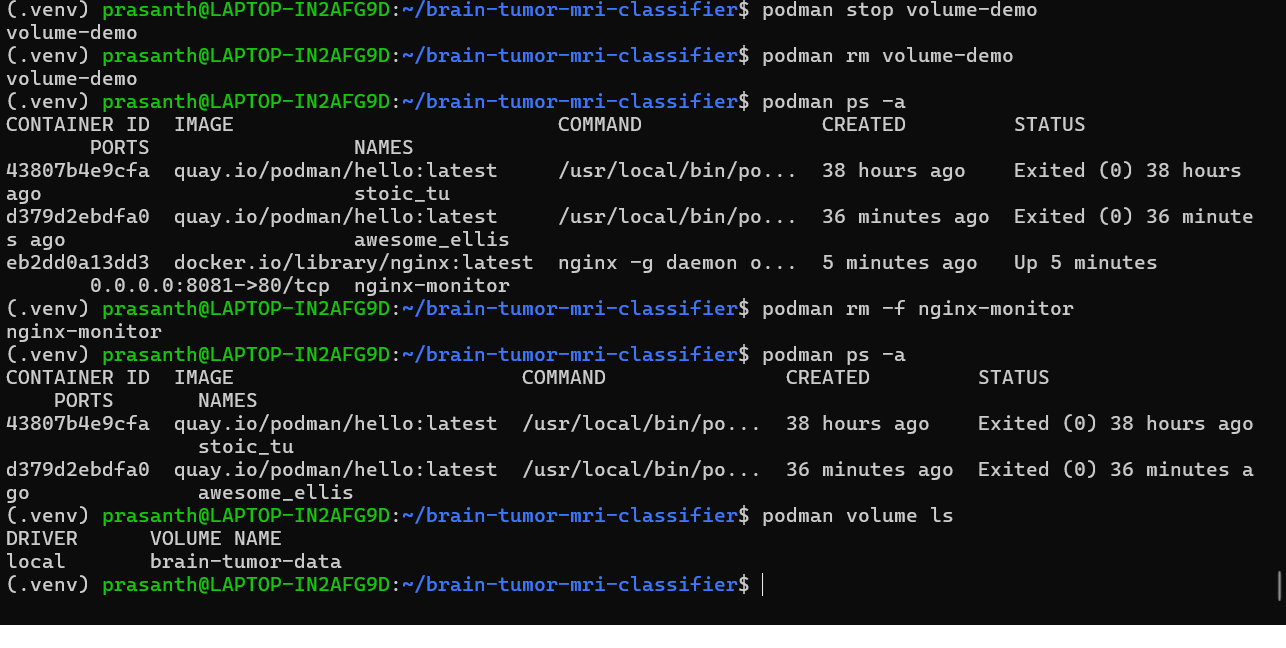 (.venv) prasanth@LAPTOP-IN2AFG9D:~/brain-tumor-mri-classifier$ podman stop volume-demo
volume-demo
(.venv) prasanth@LAPTOP-IN2AFG9D:~/brain-tumor-mri-classifier$ podman rm volume-demo
volume-demo
(.venv) prasanth@LAPTOP-IN2AFG9D:~/brain-tumor-mri-classifier$ podman ps -a
CONTAINER ID  IMAGE                           COMMAND               CREATED         STATUS
       PORTS                 NAMES
43807b4e9cfa  quay.io/podman/hello:latest     /usr/local/bin/po...  38 hours ago    Exited (0) 38 hours
ago                          stoic_tu
d379d2ebdfa0  quay.io/podman/hello:latest     /usr/local/bin/po...  36 minutes ago  Exited (0) 36 minute
s ago                        awesome_ellis
eb2dd0a13dd3  docker.io/library/nginx:latest  nginx -g daemon o...  5 minutes ago   Up 5 minutes
       0.0.0.0:8081->80/tcp  nginx-monitor
(.venv) prasanth@LAPTOP-IN2AFG9D:~/brain-tumor-mri-classifier$ podman rm -f nginx-monitor
nginx-monitor
(.venv) prasanth@LAPTOP-IN2AFG9D:~/brain-tumor-mri-classifier$ podman ps -a
CONTAINER ID  IMAGE                        COMMAND               CREATED         STATUS
    PORTS       NAMES
43807b4e9cfa  quay.io/podman/hello:latest  /usr/local/bin/po...  38 hours ago    Exited (0) 38 hours ago
                stoic_tu
d379d2ebdfa0  quay.io/podman/hello:latest  /usr/local/bin/po...  36 minutes ago  Exited (0) 36 minutes a
go              awesome_ellis
(.venv) prasanth@LAPTOP-IN2AFG9D:~/brain-tumor-mri-classifier$ podman volume ls
DRIVER      VOLUME NAME
local       brain-tumor-data
(.venv) prasanth@LAPTOP-IN2AFG9D:~/brain-tumor-mri-classifier$